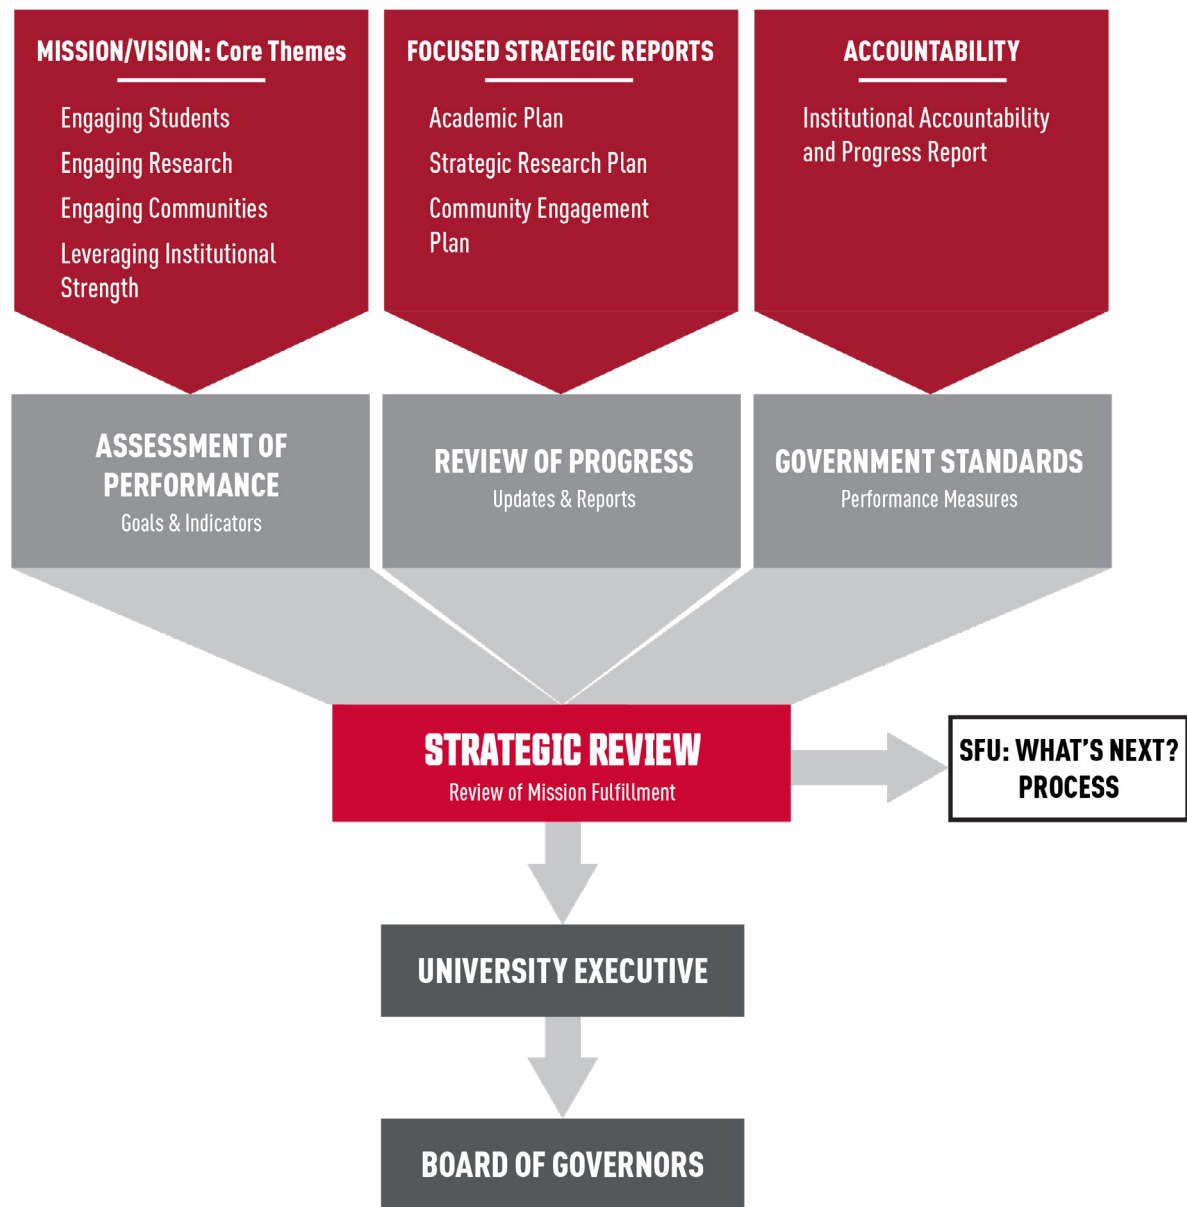 MISSION/VISION: Core Themes
Engaging Students
Engaging Research
Engaging Communities
Leveraging Institutional
Strength
FOCUSED STRATEGIC REPORTS
Academic Plan
Strategic Research Plan
Community Engagement
Plan
ACCOUNTABILITY
Institutional Accountability
and Progress Report
ASSESSMENT OF
PERFORMANCE
Goals & Indicators
REVIEW OF PROGRESS
Updates & Reports
GOVERNMENT STANDARDS
Performance Measures
STRATEGIC REVIEW
Review of Mission Fulfillment
SFU: WHAT'S NEXT?
PROCESS
UNIVERSITY EXECUTIVE
BOARD OF GOVERNORS